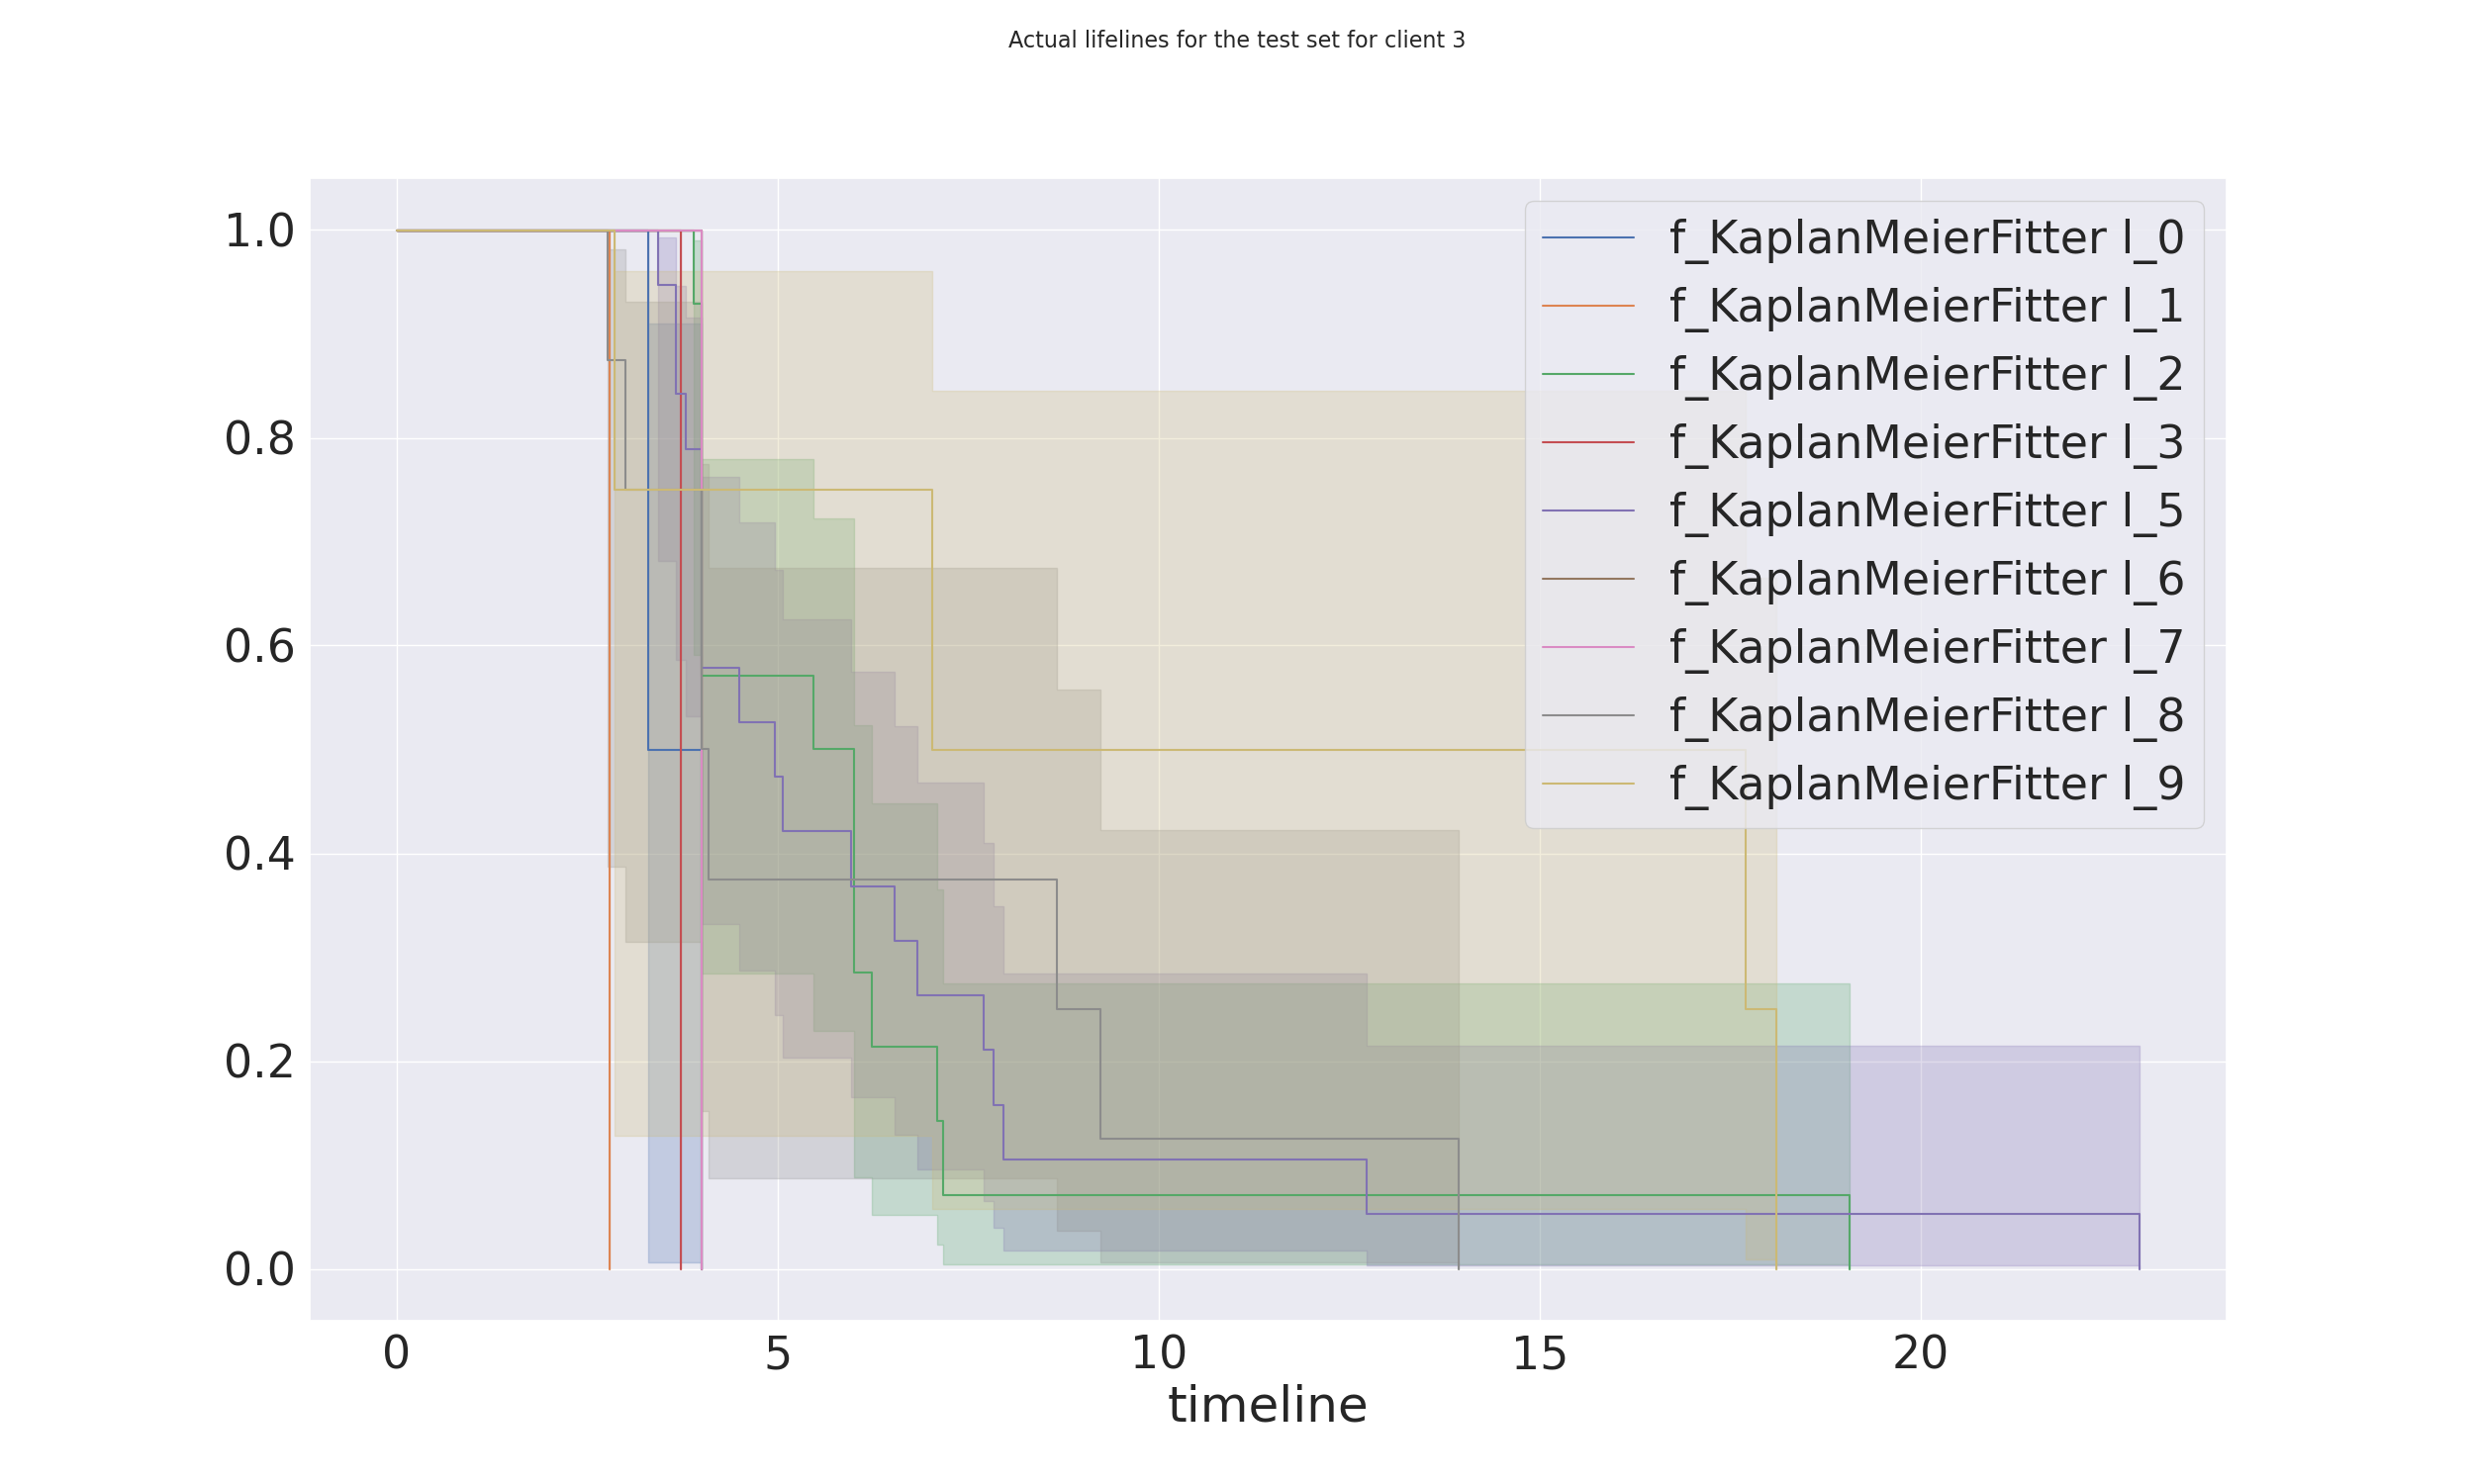 Actual lifelines for the test set for client 3
1.0
0.8
0.6
0.4
0.2
0.0
f_KaplanMeierFitter l_0
f_KaplanMeierFitter l_1
f_KaplanMeierFitter l_2
f_KaplanMeierFitter l_3
f_KaplanMeierFitter l_5
f_KaplanMeierFitter l_6
f_KaplanMeierFitter l_7
f_KaplanMeierFitter l_8
f_KaplanMeierFitter l_9
0 5 10 15 20
timeline